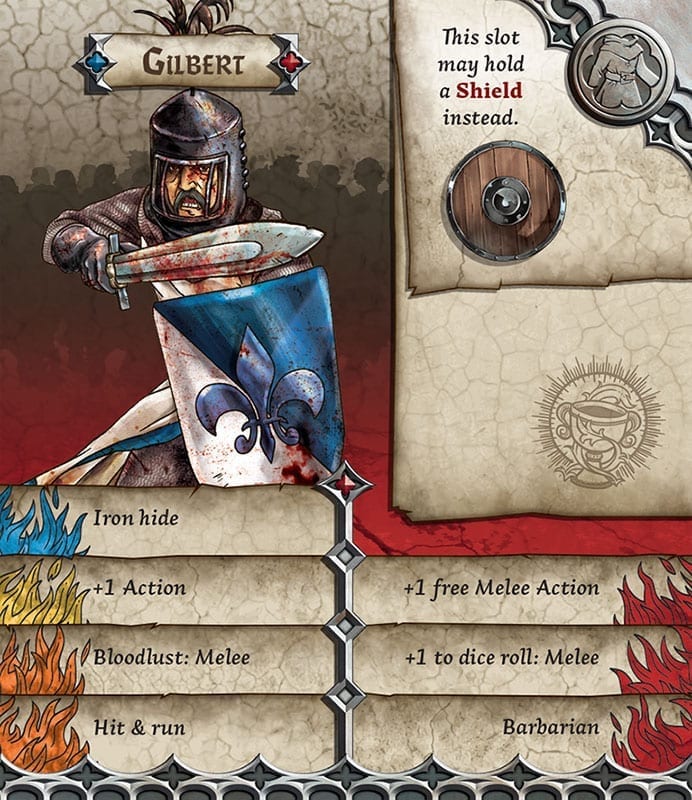 GILBERT
This slot
may hold
a Shield
instead.
Iron hide
+1 Action
+1 free Melee Action
Bloodlust: Melee
+1 to dice roll: Melee
Hit & run
Barbarian